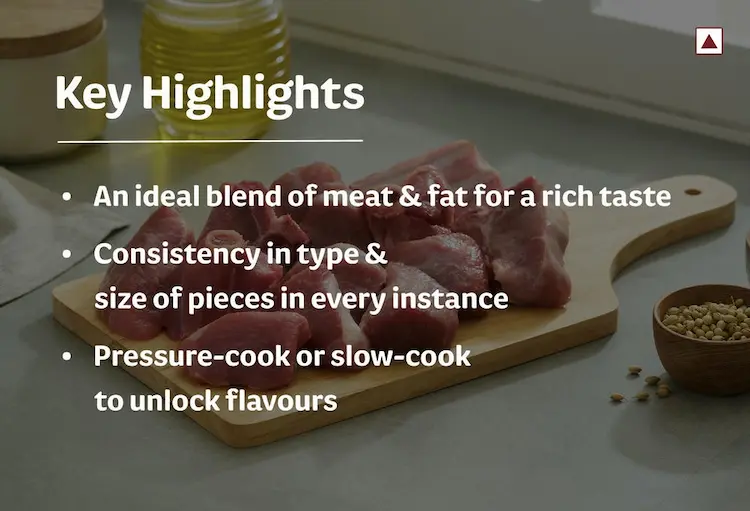 Key Highlights
• An ideal blend of meat & fat for a rich taste
• Consistency in type &
size of pieces in every instance
• Pressure-cook or slow-cook
to unlock flavours